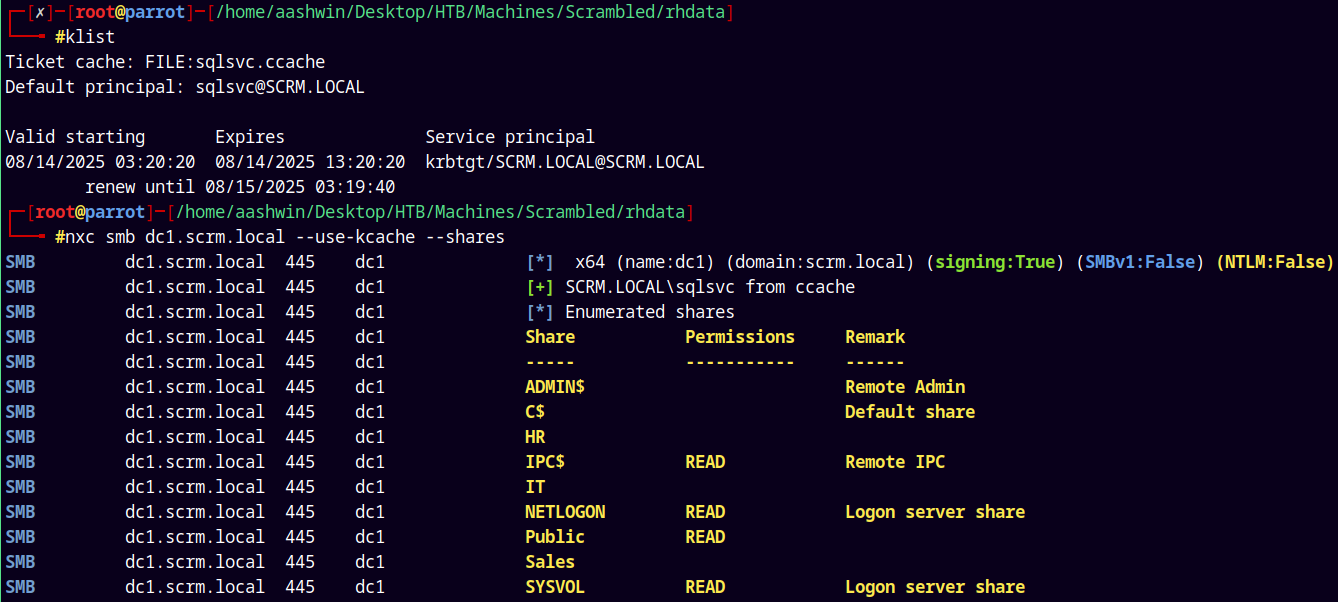 ┌─[✗]─[root@parrot]─[/home/aashwin/Desktop/HTB/Machines/Scrambled/rhdata]
└──╼ #klist
Ticket cache: FILE:sqlsvc.ccache
Default principal: sqlsvc@SCRM.LOCAL
Valid starting       Expires              Service principal
08/14/2025 03:20:20  08/14/2025 13:20:20  krbtgt/SCRM.LOCAL@SCRM.LOCAL
        renew until 08/15/2025 03:19:40
┌─[root@parrot]─[/home/aashwin/Desktop/HTB/Machines/Scrambled/rhdata]
└──╼ #nxc smb dc1.scrm.local --use-kcache --shares
SMB         dc1.scrm.local  445    dc1              [*]  x64 (name:dc1) (domain:scrm.local) (signing:True) (SMBv1:False) (NTLM:False)
SMB         dc1.scrm.local  445    dc1              [+] SCRM.LOCAL\sqlsvc from ccache
SMB         dc1.scrm.local  445    dc1              [*] Enumerated shares
SMB         dc1.scrm.local  445    dc1              Share           Permissions     Remark
SMB         dc1.scrm.local  445    dc1              -----           -----------     ------
SMB         dc1.scrm.local  445    dc1              ADMIN$                          Remote Admin
SMB         dc1.scrm.local  445    dc1              C$                              Default share
SMB         dc1.scrm.local  445    dc1              HR
SMB         dc1.scrm.local  445    dc1              IPC$            READ            Remote IPC
SMB         dc1.scrm.local  445    dc1              IT
SMB         dc1.scrm.local  445    dc1              NETLOGON        READ            Logon server share
SMB         dc1.scrm.local  445    dc1              Public          READ
SMB         dc1.scrm.local  445    dc1              Sales
SMB         dc1.scrm.local  445    dc1              SYSVOL          READ            Logon server share